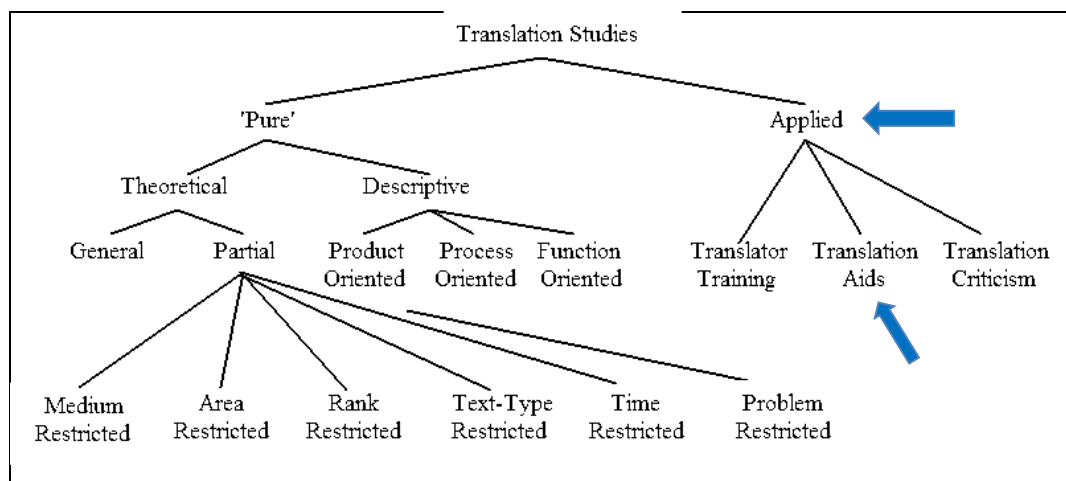 Translation Studies
'Pure'
Applied
Theoretical
Descriptive
General
Partial
Product
Oriented
Process
Oriented
Function
Oriented
Translator
Training
Translation
Aids
Translation
Criticism
Medium
Restricted
Area
Restricted
Rank
Restricted
Text-Type
Restricted
Time
Restricted
Problem
Restricted